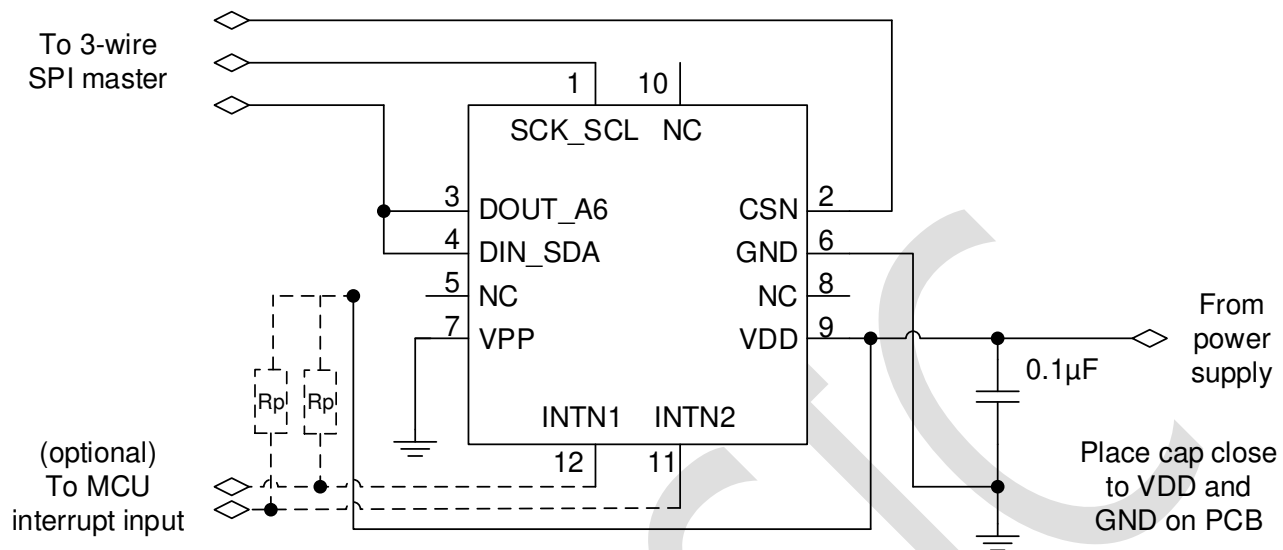 To 3-wire
SPI master
1
10
SCK_SCL
NC
3
DOUT_A6
CSN
2
4
DIN_SDA
GND
6
5
NC
NC
8
7
VPP
VDD
9
From
power
supply
0.1µF
Rp
Rp
INTN1
INTN2
12
11
(optional)
To MCU
interrupt input
Place cap close
to VDD and
GND on PCB